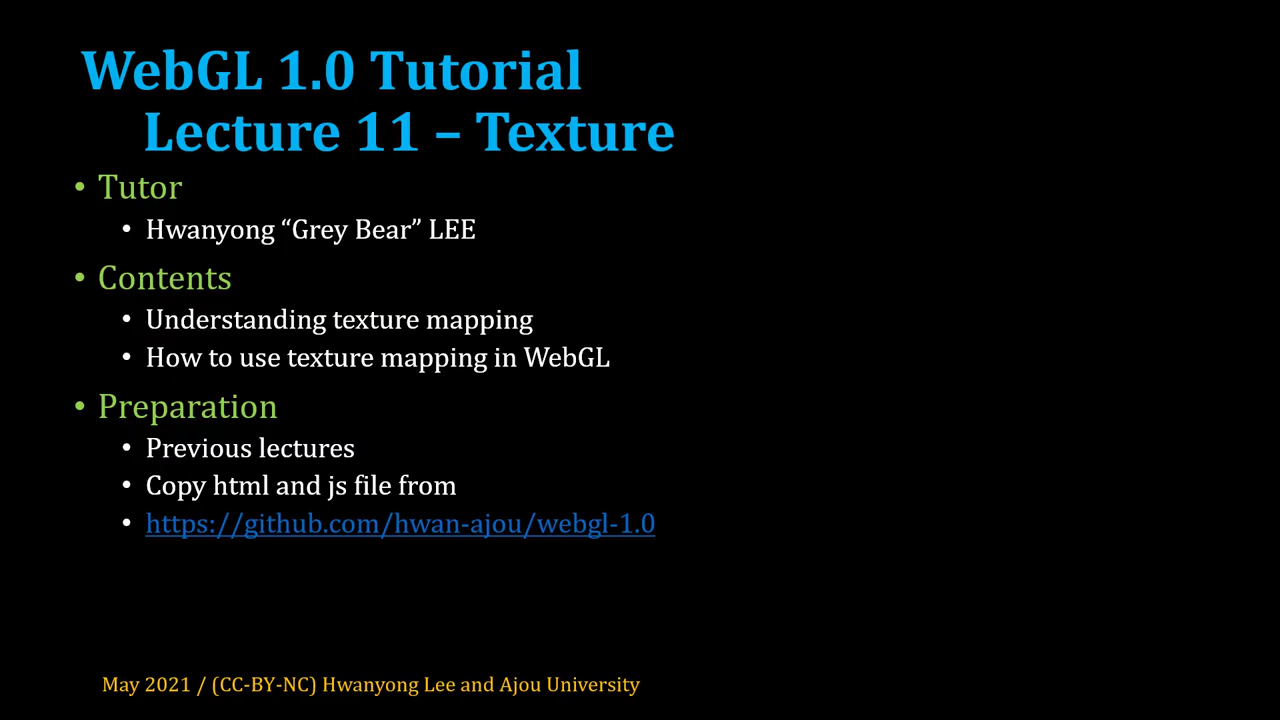 WebGL 1.0 Tutorial
Lecture 11 – Texture
• Tutor
• Hwanyong “Grey Bear” LEE
• Contents
• Understanding texture mapping
• How to use texture mapping in WebGL
• Preparation
• Previous lectures
• Copy html and js file from
• https://github.com/hwan-ajou/webgl-1.0
May 2021 / (CC-BY-NC) Hwanyong Lee and Ajou University